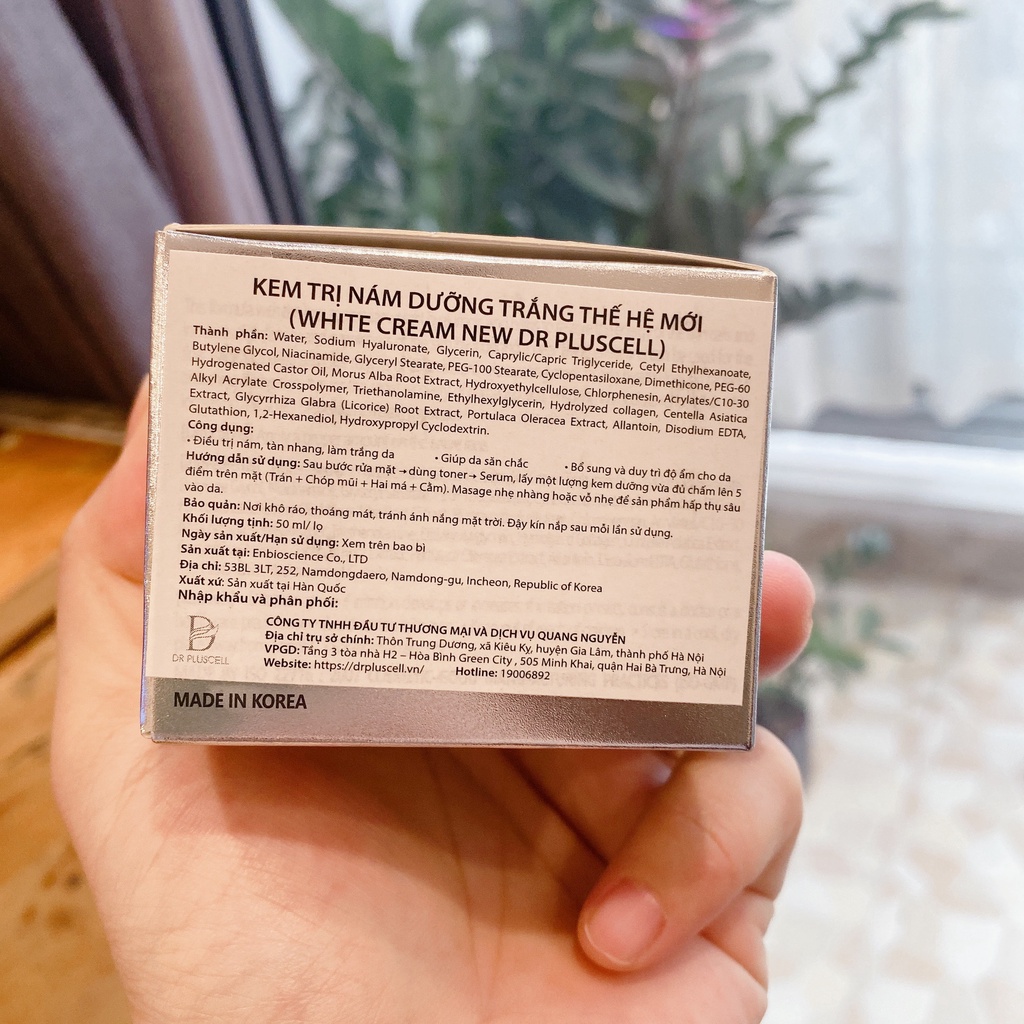 KEM TRỊ NÁM DƯỠNG TRẮNG THẾ HỆ MỚI
(WHITE CREAM NEW DR PLUSCELL)
Thành phần: Water, Sodium Hyaluronate, Glycerin, Caprylic/Capric Triglyceride, Cetyl Ethylhexanoate,
Butylene Glycol, Niacinamide, Glyceryl Stearate, PEG-100 Stearate, Cyclopentasiloxane, Dimethicone, PEG-60
Hydrogenated Castor Oil, Morus Alba Root Extract, Hydroxyethylcellulose, Chlorphenesin, Acrylates/C10-30
Alkyl Acrylate Crosspolymer, Triethanolamine, Ethylhexylglycerin, Hydrolyzed collagen, Centella Asiatica
Extract, Glycyrrhiza Glabra (Licorice) Root Extract, Portulaca Oleracea Extract, Allantoin, Disodium EDTA,
Glutathion, 1,2-Hexanediol, Hydroxypropyl Cyclodextrin.
Công dụng:
• Điều trị nám, tàn nhang, làm trắng da • Giúp da săn chắc • Bổ sung và duy trì độ ẩm cho da
Hướng dẫn sử dụng: Sau bước rửa mặt → dùng toner → Serum, lấy một lượng kem dưỡng vừa đủ chấm lên 5
điểm trên mặt (Trán + Chóp mũi + Hai má + Cằm). Masage nhẹ nhàng hoặc vỗ nhẹ để sản phẩm hấp thụ sâu
vào da.
Bảo quản: Nơi khô ráo, thoáng mát, tránh ánh nắng mặt trời. Đậy kín nắp sau mỗi lần sử dụng.
Khối lượng tịnh: 50 ml/ lọ
Ngày sản xuất/Hạn sử dụng: Xem trên bao bì
Sản xuất tại: Enbioscience Co., LTD
Địa chỉ: 53BL 3LT, 252, Namdongdaero, Namdong-gu, Incheon, Republic of Korea
Xuất xứ: Sản xuất tại Hàn Quốc
Nhập khẩu và phân phối:
CÔNG TY TNHH ĐẦU TƯ THƯƠNG MẠI VÀ DỊCH VỤ QUANG NGUYỄN
Địa chỉ trụ sở chính: Thôn Trung Dương, xã Kiêu Kỵ, huyện Gia Lâm, thành phố Hà Nội
VPGD: Tầng 3 tòa nhà H2 – Hòa Bình Green City , 505 Minh Khai, quận Hai Bà Trưng, Hà Nội
Website: https://drpluscell.vn/ Hotline: 19006892
DR PLUSCELL
MADE IN KOREA